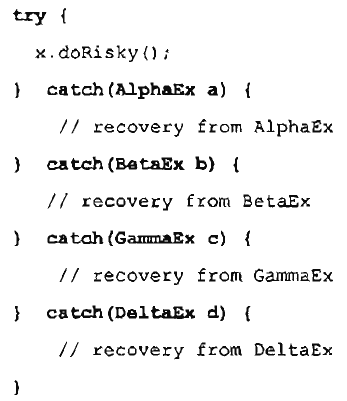 try {
x.doRisky();
} catch(AlphaEx a) {
// recovery from AlphaEx
} catch(BetaEx b) {
// recovery from BetaEx
} catch(GammaEx c) {
// recovery from GammaEx
} catch(DeltaEx d) {
// recovery from DeltaEx
}